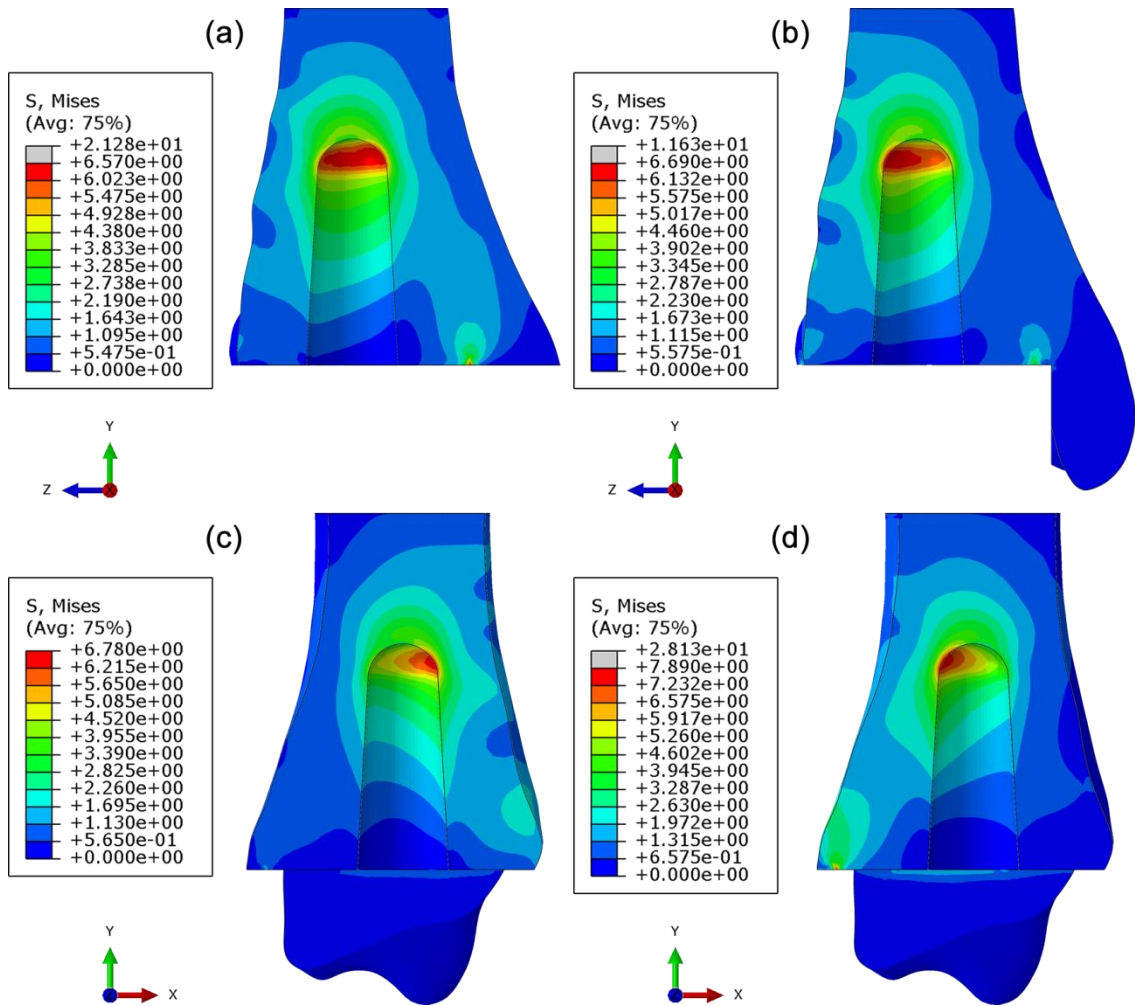 (a)
S, Mises
(Avg: 75%)
+2.128e+01
+6.570e+00
+6.023e+00
+5.475e+00
+4.928e+00
+4.380e+00
+3.833e+00
+3.285e+00
+2.738e+00
+2.190e+00
+1.643e+00
+1.095e+00
+5.475e-01
+0.000e+00
Y
Z
X
(b)
S, Mises
(Avg: 75%)
+1.163e+01
+6.690e+00
+6.132e+00
+5.575e+00
+5.017e+00
+4.460e+00
+3.902e+00
+3.345e+00
+2.787e+00
+2.230e+00
+1.673e+00
+1.115e+00
+5.575e-01
+0.000e+00
Y
Z
X
(c)
S, Mises
(Avg: 75%)
+6.780e+00
+6.215e+00
+5.650e+00
+5.085e+00
+4.520e+00
+3.955e+00
+3.390e+00
+2.825e+00
+2.260e+00
+1.695e+00
+1.130e+00
+5.650e-01
+0.000e+00
Y
X
(d)
S, Mises
(Avg: 75%)
+2.813e+01
+7.890e+00
+7.232e+00
+6.575e+00
+5.917e+00
+5.260e+00
+4.602e+00
+3.945e+00
+3.287e+00
+2.630e+00
+1.972e+00
+1.315e+00
+6.575e-01
+0.000e+00
Y
X